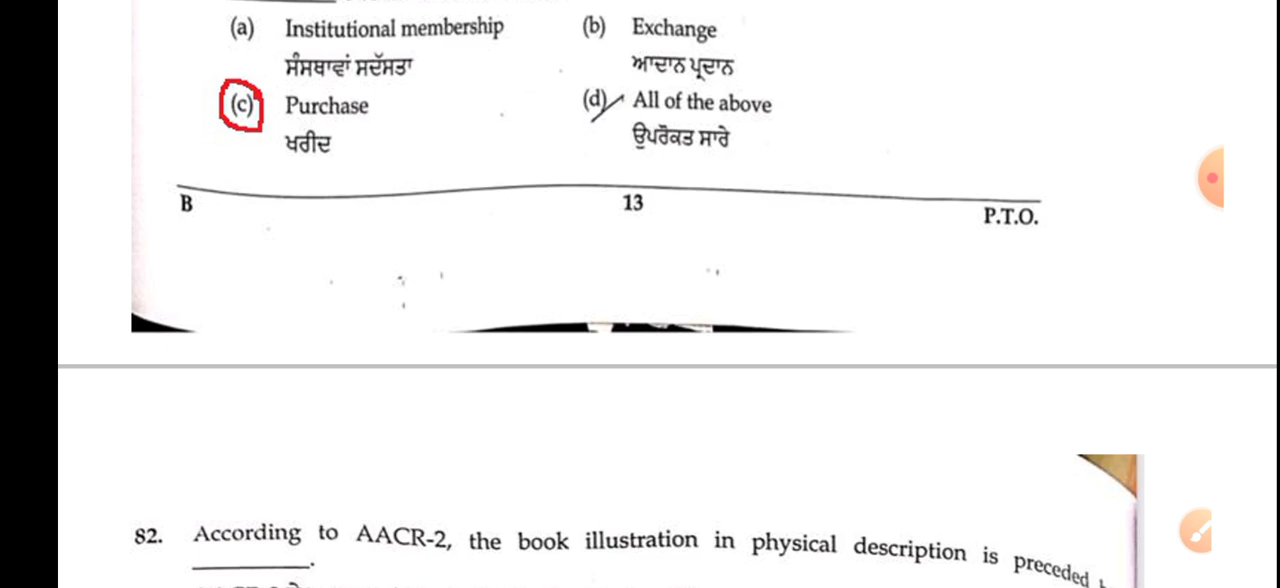 (a) Institutional membership (b) Exchange
ਸੰਸਥਾਵਾਂ ਸਦੱਸਤਾ ਆਦਾਨ ਪ੍ਰਦਾਨ
(c) Purchase (d) All of the above
ਖਰੀਦ ਉਪਰੋਕਤ ਸਾਰੇ
B 13 P.T.O.
82. According to AACR-2, the book illustration in physical description is preceded